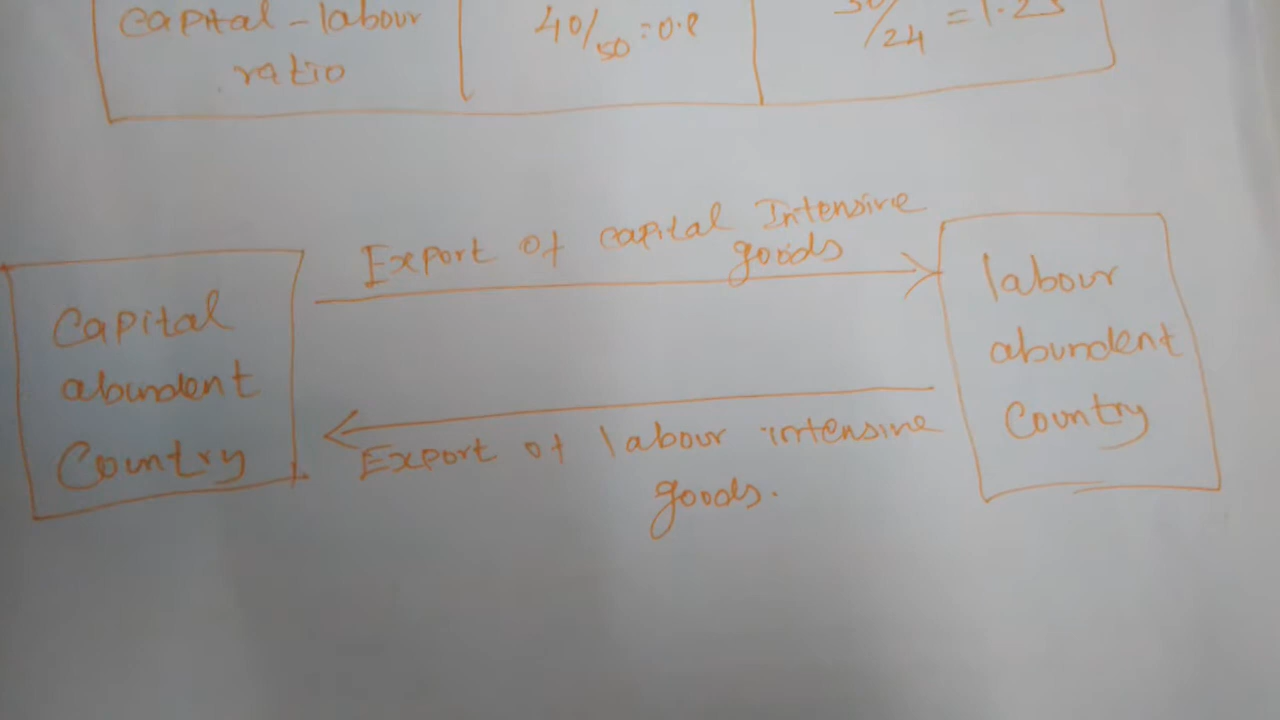 capital-labour
ratio
40/50 = 0.8
/24 = 1.25
Export of capital Intensive
goods
Capital
abundent
Country
labour
abundent
Country
Export of labour intensive
goods.